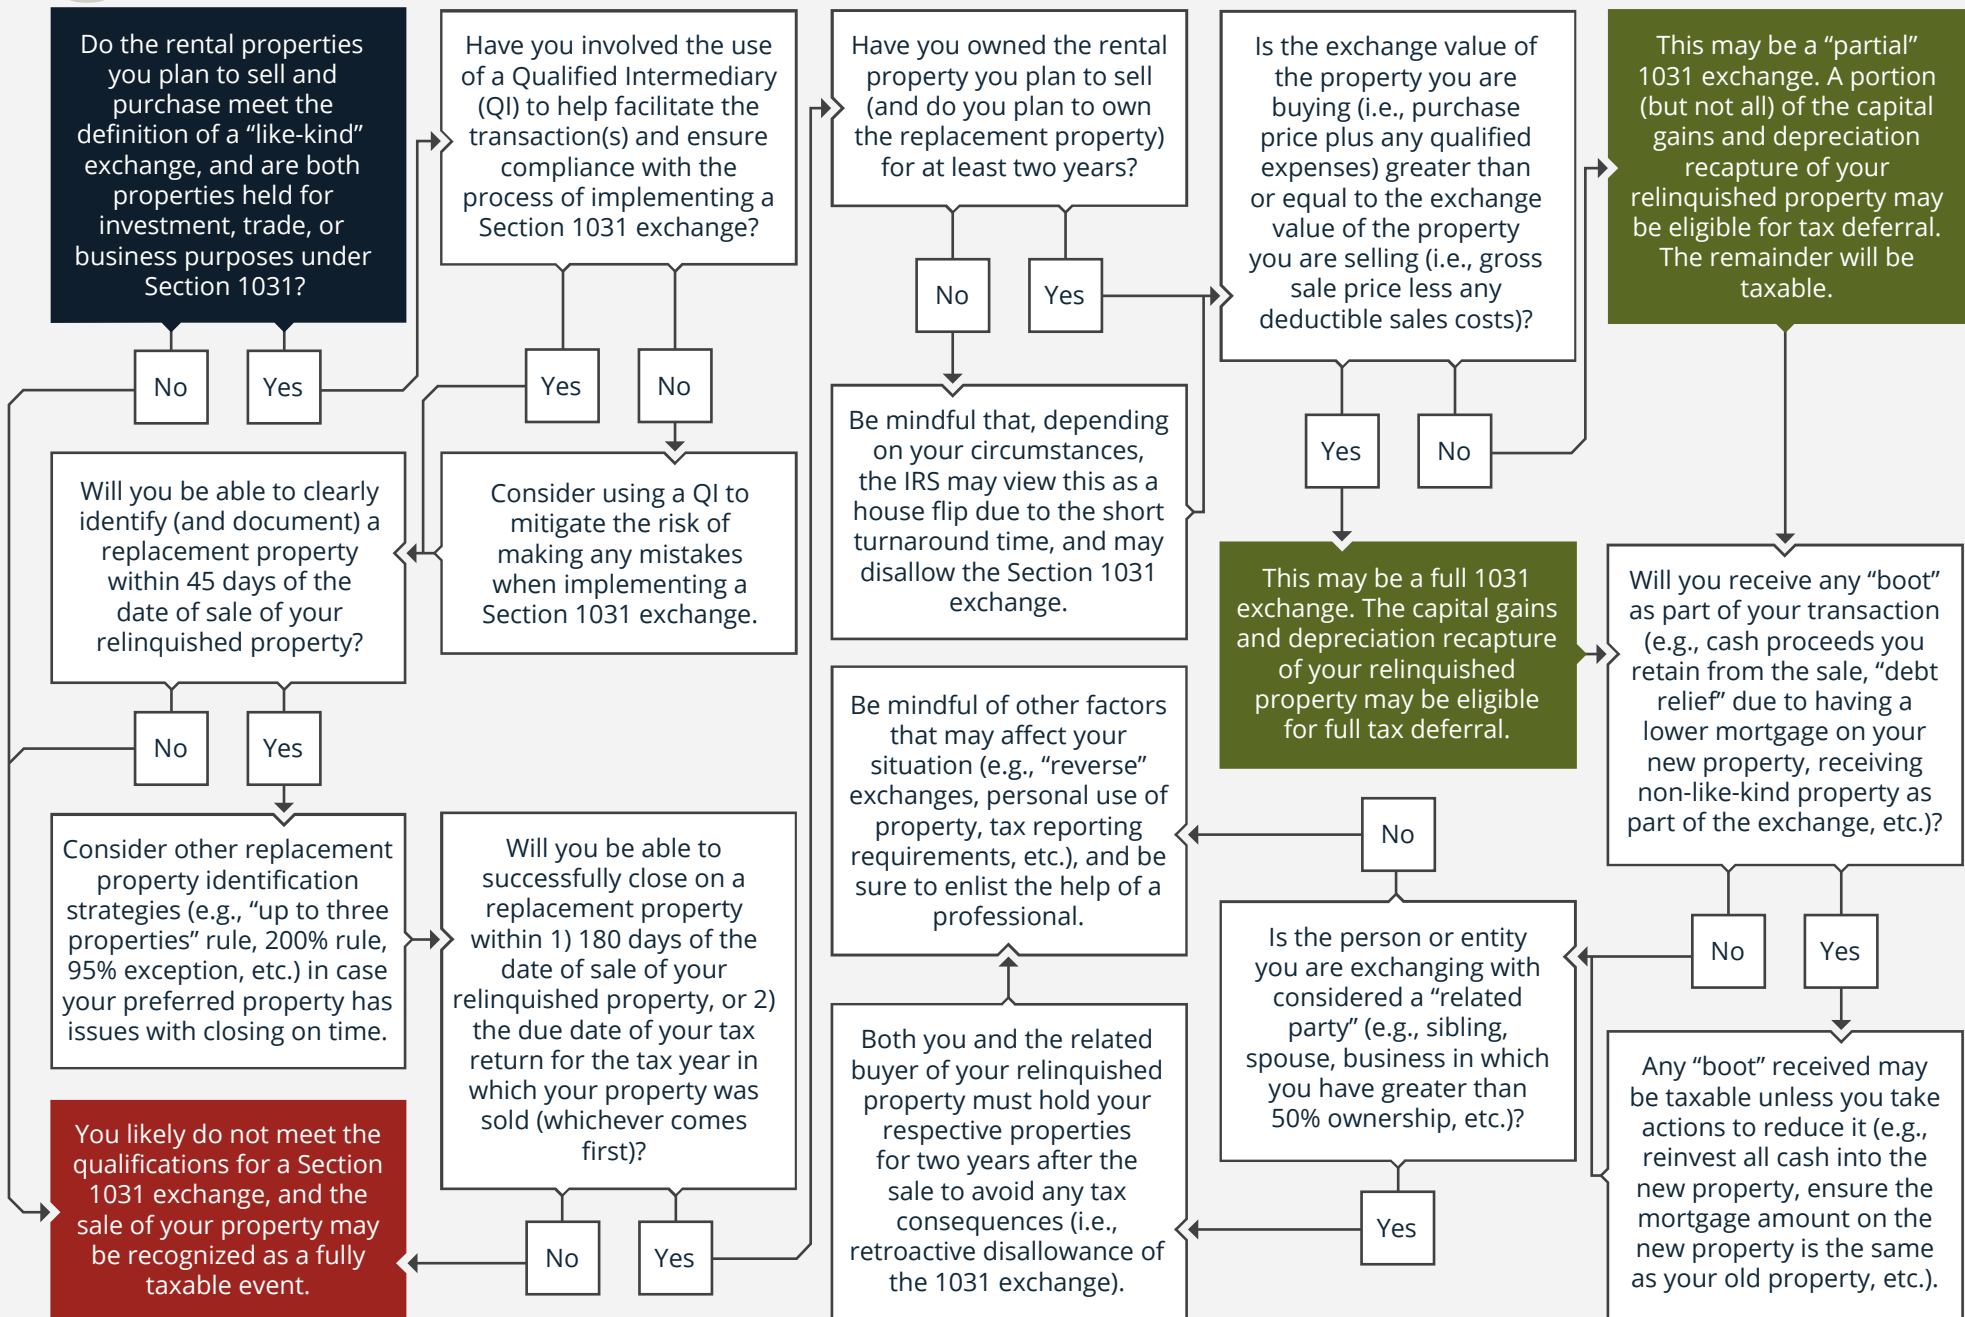 Do the rental properties
you plan to sell and
purchase meet the
definition of a “like-kind”
exchange, and are both
properties held for
investment, trade, or
business purposes under
Section 1031?
No
Yes
Have you involved the use
of a Qualified Intermediary
(QI) to help facilitate the
transaction(s) and ensure
compliance with the
process of implementing a
Section 1031 exchange?
Yes
No
Consider using a QI to
mitigate the risk of
making any mistakes
when implementing a
Section 1031 exchange.
Will you be able to clearly
identify (and document) a
replacement property
within 45 days of the
date of sale of your
relinquished property?
No
Yes
Consider other replacement
property identification
strategies (e.g., “up to three
properties” rule, 200% rule,
95% exception, etc.) in case
your preferred property has
issues with closing on time.
Will you be able to
successfully close on a
replacement property
within 1) 180 days of the
date of sale of your
relinquished property, or 2)
the due date of your tax
return for the tax year in
which your property was
sold (whichever comes
first)?
No
Yes
You likely do not meet the
qualifications for a Section
1031 exchange, and the
sale of your property may
be recognized as a fully
taxable event.
Have you owned the rental
property you plan to sell
(and do you plan to own
the replacement property)
for at least two years?
No
Yes
Be mindful that, depending
on your circumstances,
the IRS may view this as a
house flip due to the short
turnaround time, and may
disallow the Section 1031
exchange.
Is the exchange value of
the property you are
buying (i.e., purchase
price plus any qualified
expenses) greater than
or equal to the exchange
value of the property
you are selling (i.e., gross
sale price less any
deductible sales costs)?
Yes
No
This may be a “partial”
1031 exchange. A portion
(but not all) of the capital
gains and depreciation
recapture of your
relinquished property may
be eligible for tax deferral.
The remainder will be
taxable.
This may be a full 1031
exchange. The capital gains
and depreciation recapture
of your relinquished
property may be eligible
for full tax deferral.
Will you receive any “boot”
as part of your transaction
(e.g., cash proceeds you
retain from the sale, “debt
relief” due to having a
lower mortgage on your
new property, receiving
non-like-kind property as
part of the exchange, etc.)?
No
Yes
Any “boot” received may
be taxable unless you take
actions to reduce it (e.g.,
reinvest all cash into the
new property, ensure the
mortgage amount on the
new property is the same
as your old property, etc.).
Is the person or entity
you are exchanging with
considered a “related
party” (e.g., sibling,
spouse, business in which
you have greater than
50% ownership, etc.)?
No
Yes
Both you and the related
buyer of your relinquished
property must hold your
respective properties
for two years after the
sale to avoid any tax
consequences (i.e.,
retroactive disallowance of
the 1031 exchange).
Be mindful of other factors
that may affect your
situation (e.g., “reverse”
exchanges, personal use of
property, tax reporting
requirements, etc.), and be
sure to enlist the help of a
professional.